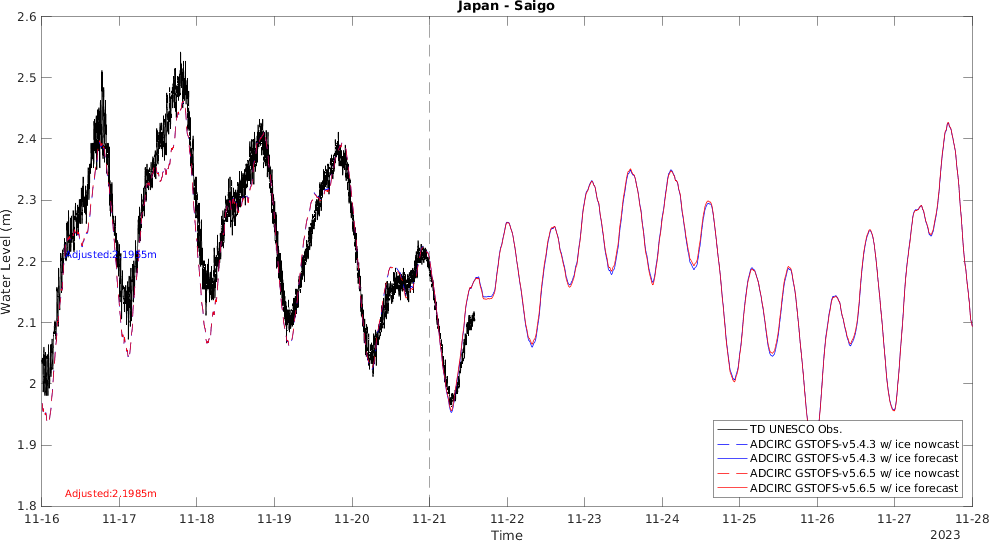 Japan - Saigo
2.6
2.5
2.4
2.3
2.2
2.1
2
1.9
1.8
Water Level (m)
Adjusted:2.1965m
Adjusted:2.1985m
TD UNESCO Obs.
ADCIRC GSTOFS-v5.4.3 w/ ice nowcast
ADCIRC GSTOFS-v5.4.3 w/ ice forecast
ADCIRC GSTOFS-v5.6.5 w/ ice nowcast
ADCIRC GSTOFS-v5.6.5 w/ ice forecast
11-16 11-17 11-18 11-19 11-20 11-21 11-22 11-23 11-24 11-25 11-26 11-27 11-28
Time
2023